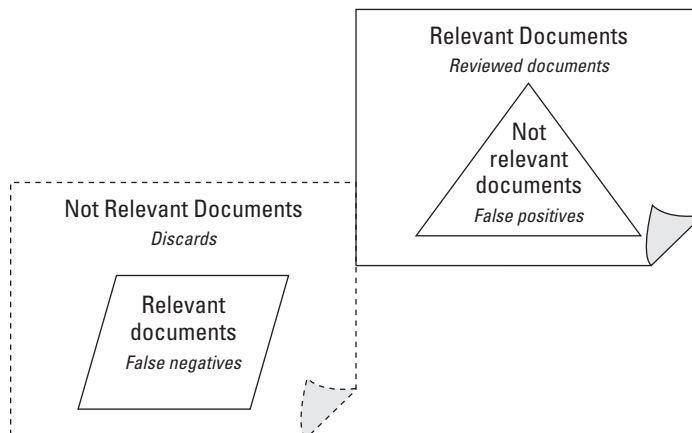 Relevant Documents
Reviewed documents
Not
relevant
documents
False positives
Not Relevant Documents
Discards
Relevant
documents
False negatives